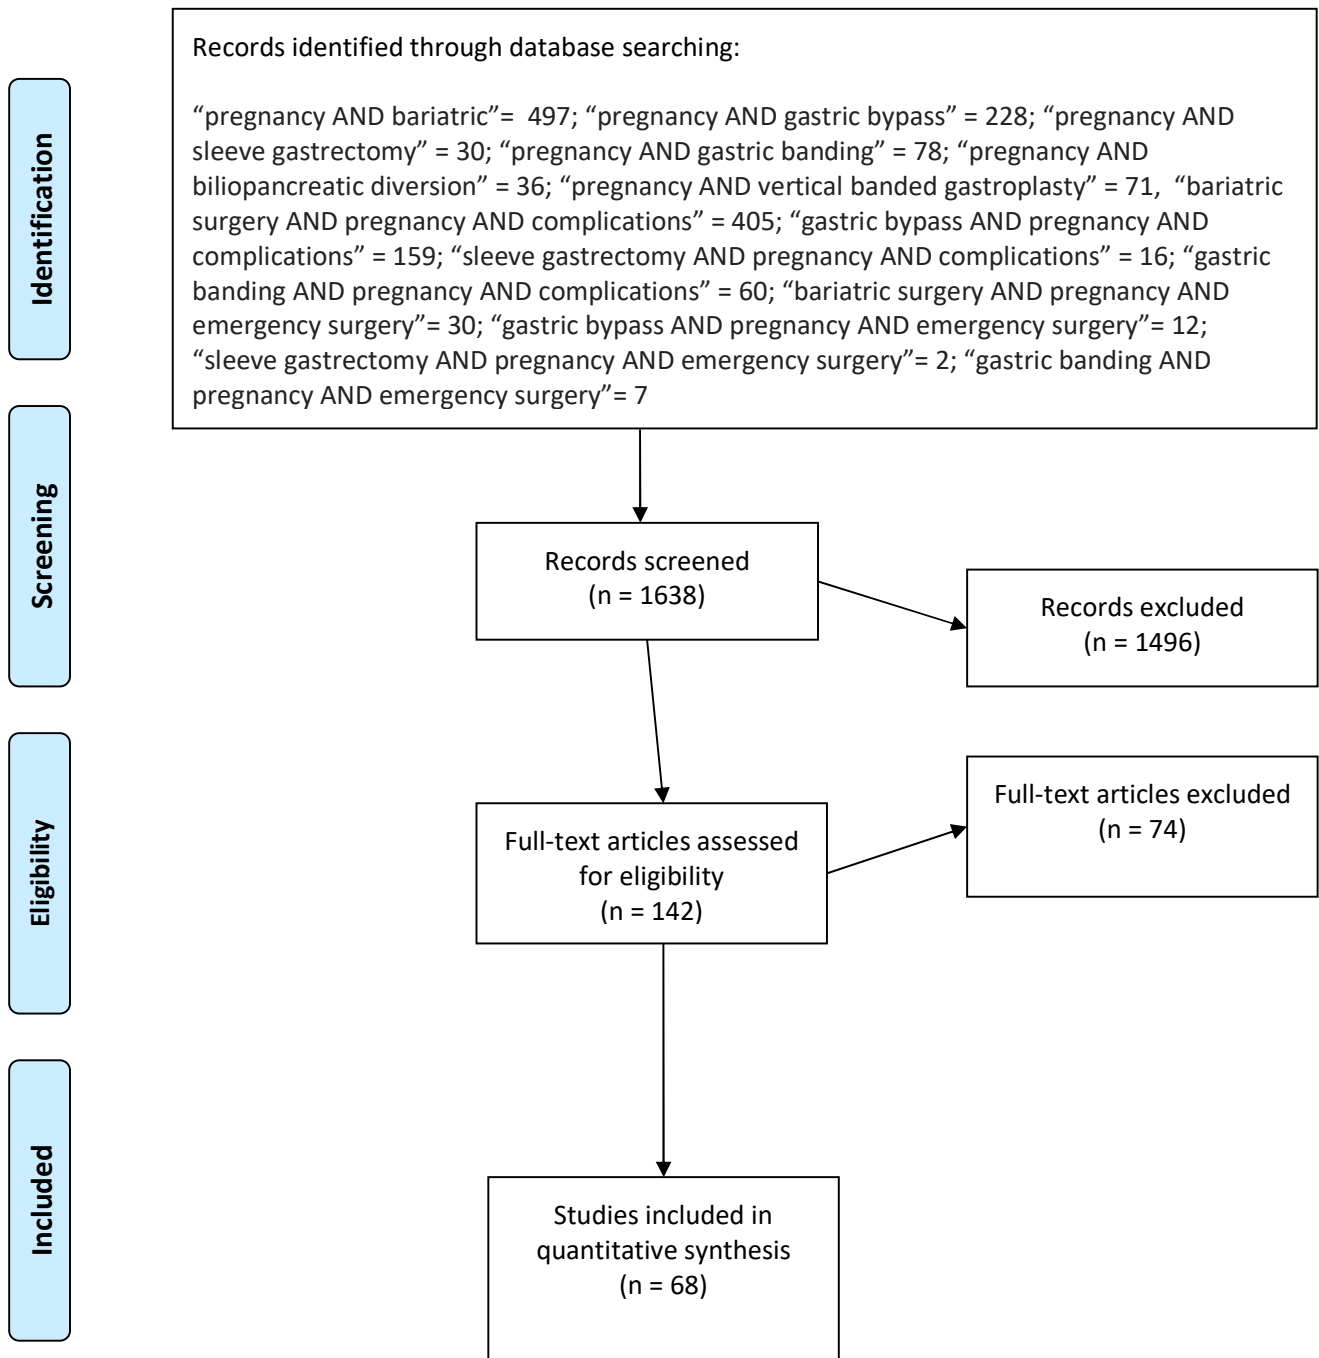 Identification
Records identified through database searching:
“pregnancy AND bariatric”=  497; “pregnancy AND gastric bypass” = 228; “pregnancy AND
sleeve gastrectomy” = 30; “pregnancy AND gastric banding” = 78; “pregnancy AND
biliopancreatic diversion” = 36; “pregnancy AND vertical banded gastroplasty” = 71,  “bariatric
surgery AND pregnancy AND complications” = 405; “gastric bypass AND pregnancy AND
complications” = 159; “sleeve gastrectomy AND pregnancy AND complications” = 16; “gastric
banding AND pregnancy AND complications” = 60; “bariatric surgery AND pregnancy AND
emergency surgery”= 30; “gastric bypass AND pregnancy AND emergency surgery”= 12;
“sleeve gastrectomy AND pregnancy AND emergency surgery”= 2; “gastric banding AND
pregnancy AND emergency surgery”= 7
Screening
Records screened
(n = 1638)
Records excluded
(n = 1496)
Eligibility
Full-text articles assessed
for eligibility
(n = 142)
Full-text articles excluded
(n = 74)
Included
Studies included in
quantitative synthesis
(n = 68)